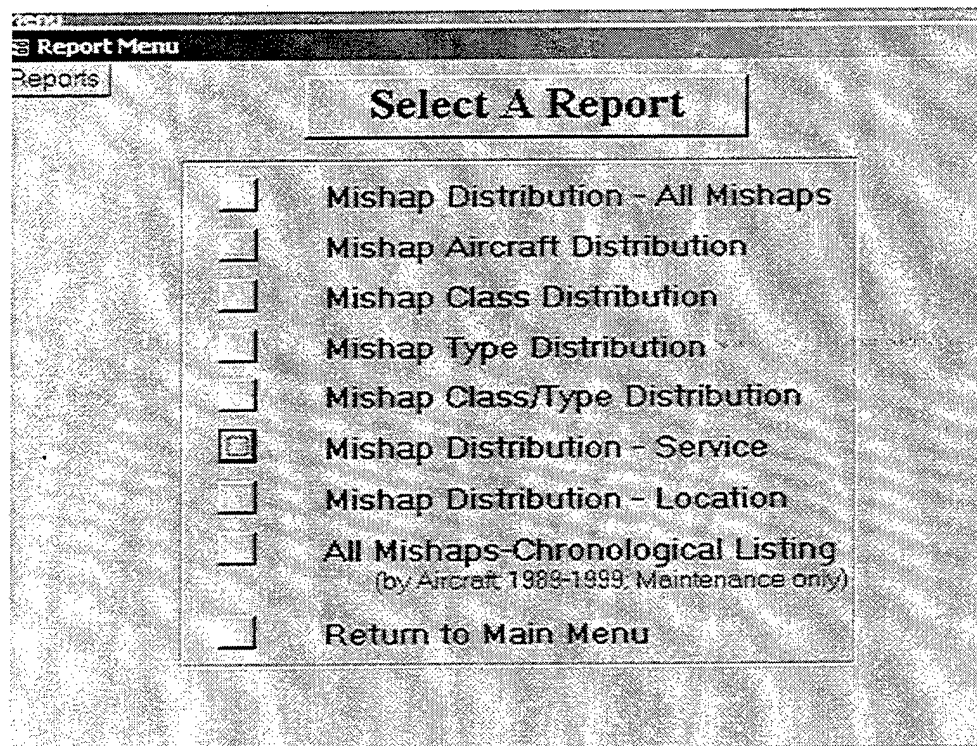 Report Menu
Reports
Select A Report
Mishap Distribution - All Mishaps
Mishap Aircraft Distribution
Mishap Class Distribution
Mishap Type Distribution
Mishap Class/Type Distribution
Mishap Distribution - Service
Mishap Distribution - Location
All Mishaps-Chronological Listing
(by Aircraft 1989-1999; Maintenance only)
Return to Main Menu